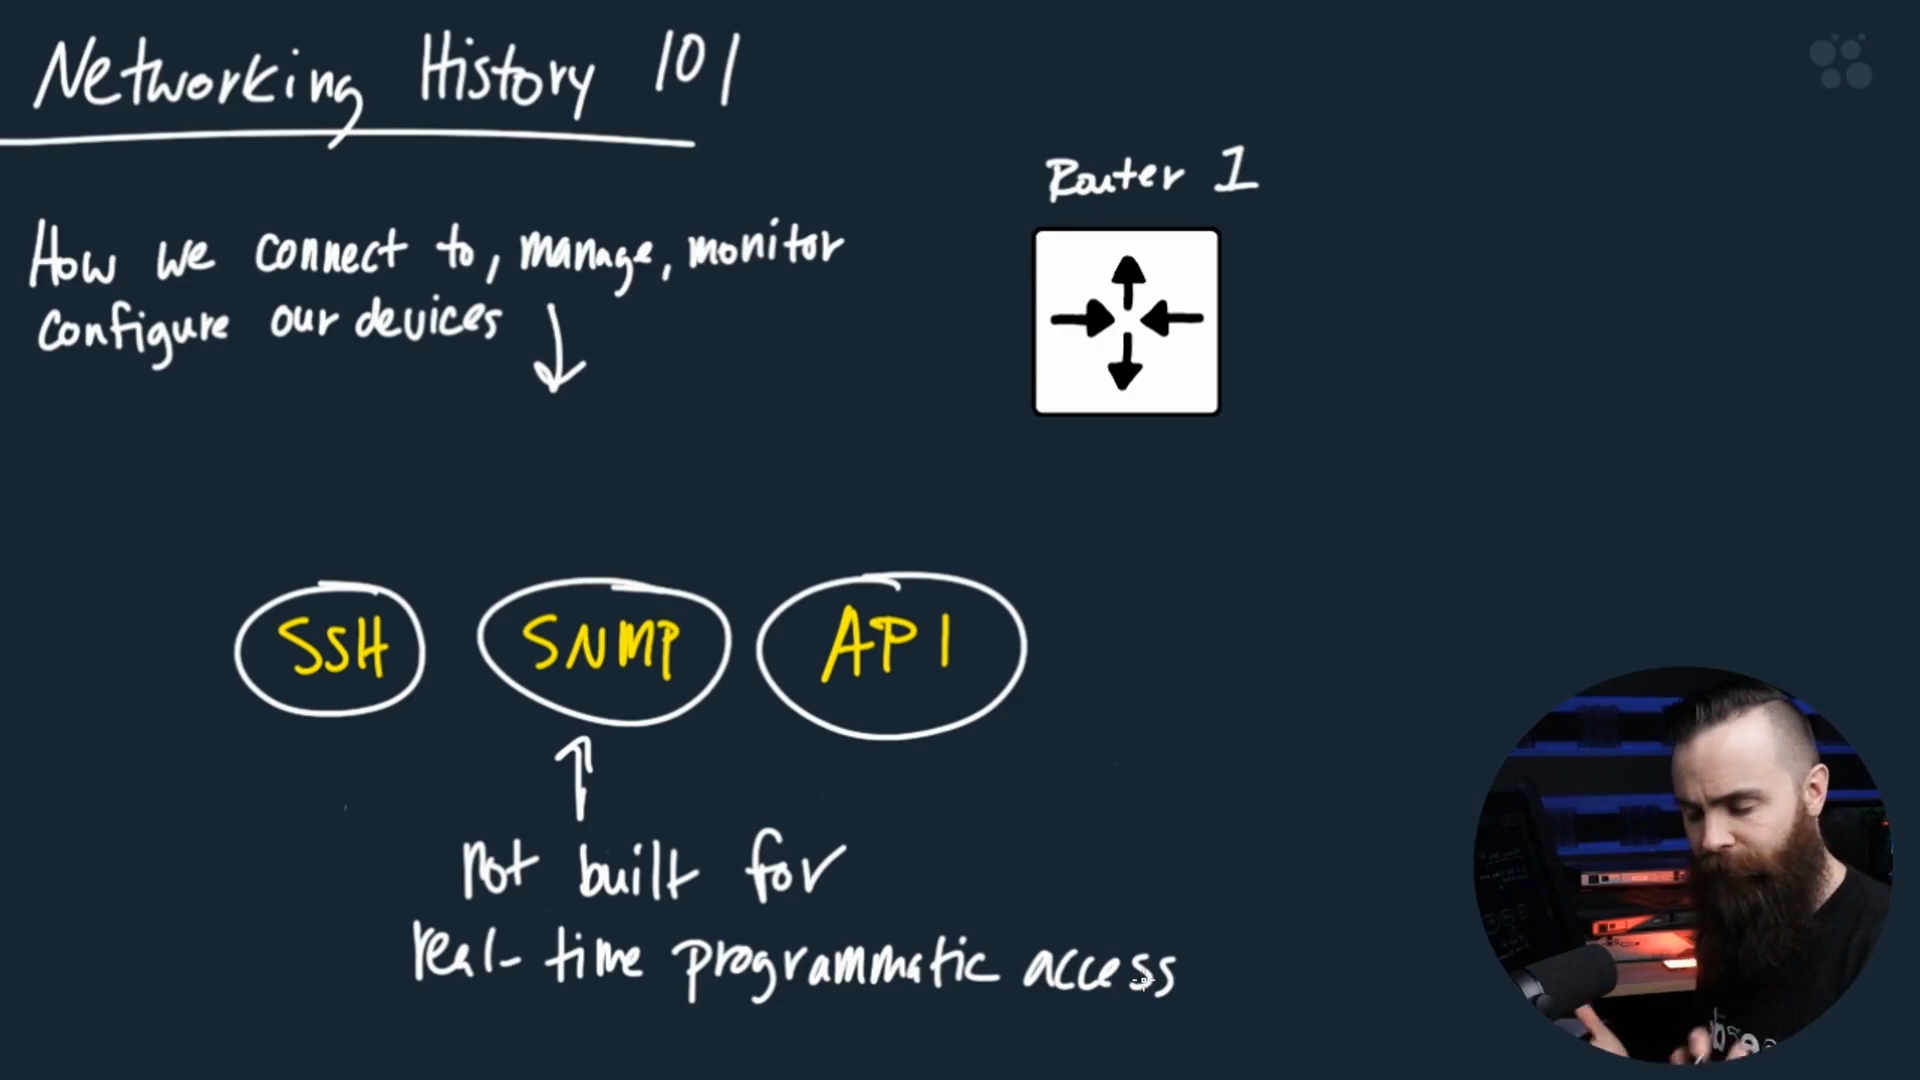 Networking History 101
How we connect to, manage, monitor
configure our devices
Router 1
SSH
SNMP
API
not built for
real-time programmatic access